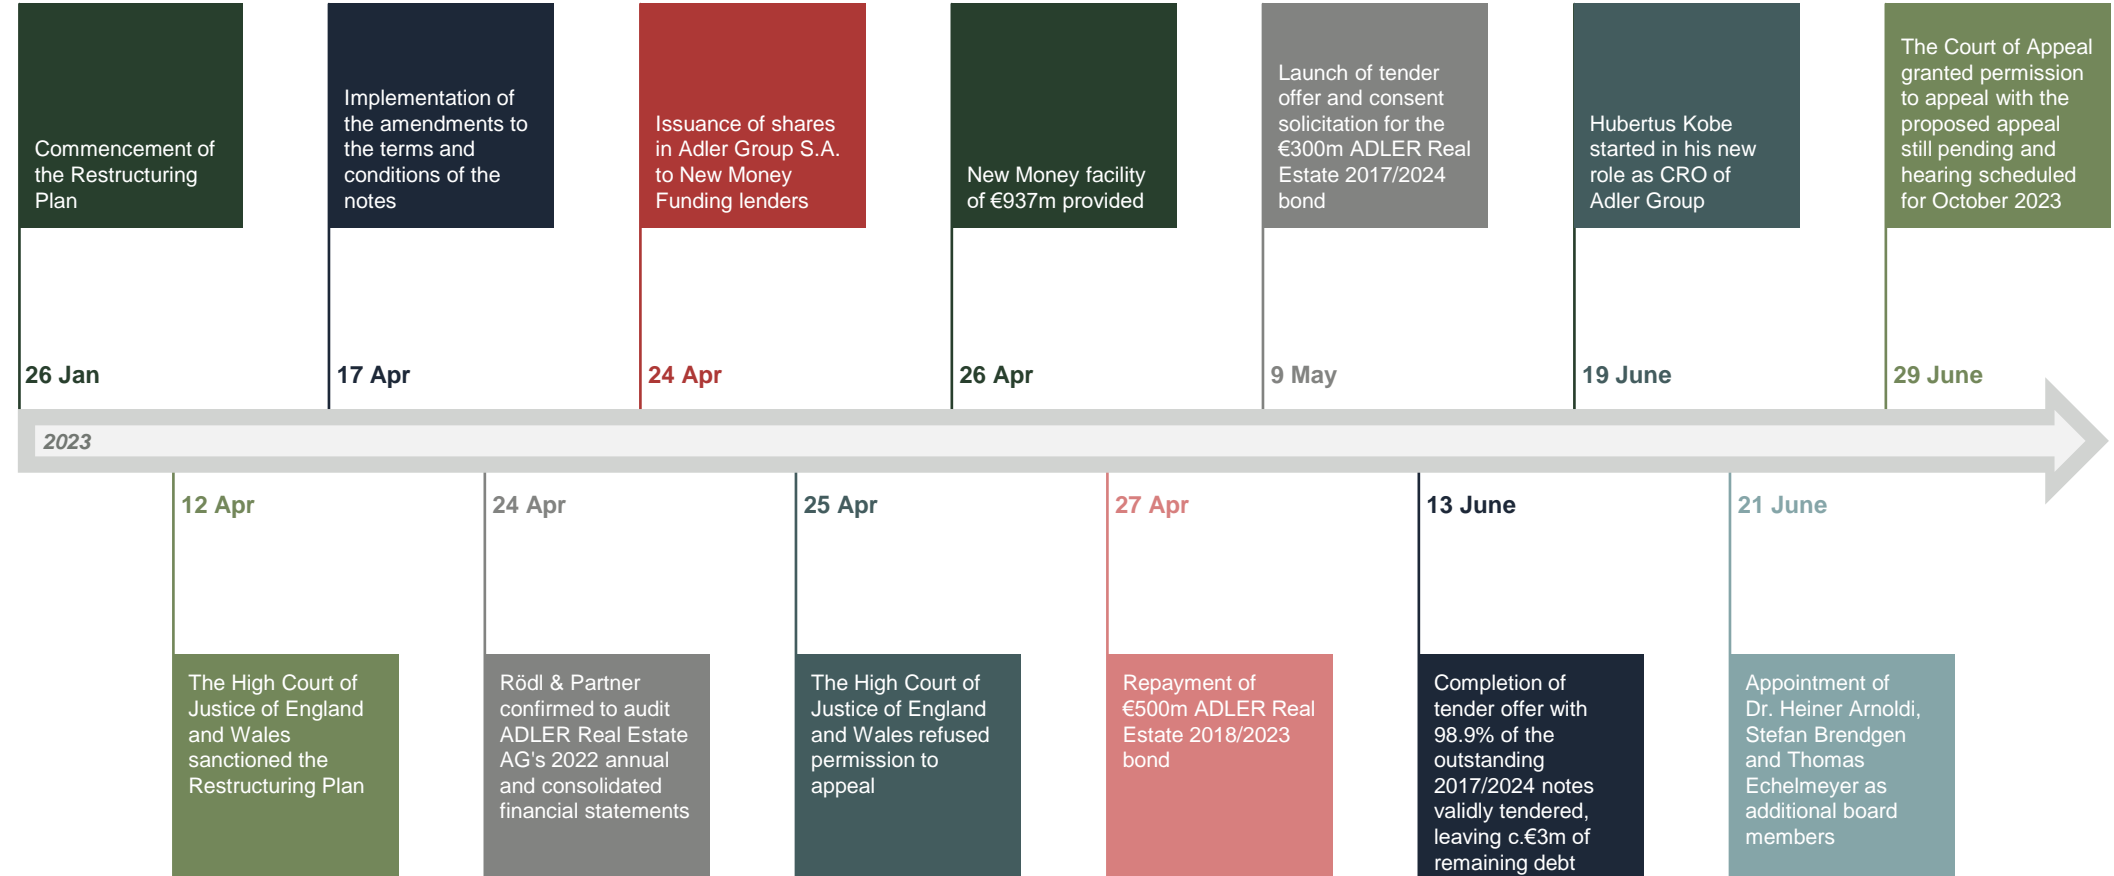 Commencement of
the Restructuring
Plan
Implementation of
the amendments to
the terms and
conditions of the
notes
Issuance of shares
in Adler Group S.A.
to New Money
Funding lenders
New Money facility
of €937m provided
Launch of tender
offer and consent
solicitation for the
€300m ADLER Real
Estate 2017/2024
bond
Hubertus Kobe
started in his new
role as CRO of
Adler Group
The Court of Appeal
granted permission
to appeal with the
proposed appeal
still pending and
hearing scheduled
for October 2023
26 Jan
17 Apr
24 Apr
26 Apr
9 May
19 June
29 June
2023
12 Apr
24 Apr
25 Apr
27 Apr
13 June
21 June
The High Court of
Justice of England
and Wales
sanctioned the
Restructuring Plan
Rödl & Partner
confirmed to audit
ADLER Real Estate
AG's 2022 annual
and consolidated
financial statements
The High Court of
Justice of England
and Wales refused
permission to
appeal
Repayment of
€500m ADLER Real
Estate 2018/2023
bond
Completion of
tender offer with
98.9% of the
outstanding
2017/2024 notes
validly tendered,
leaving c.€3m of
remaining debt
Appointment of
Dr. Heiner Arnoldi,
Stefan Brendgen
and Thomas
Echelmeyer as
additional board
members